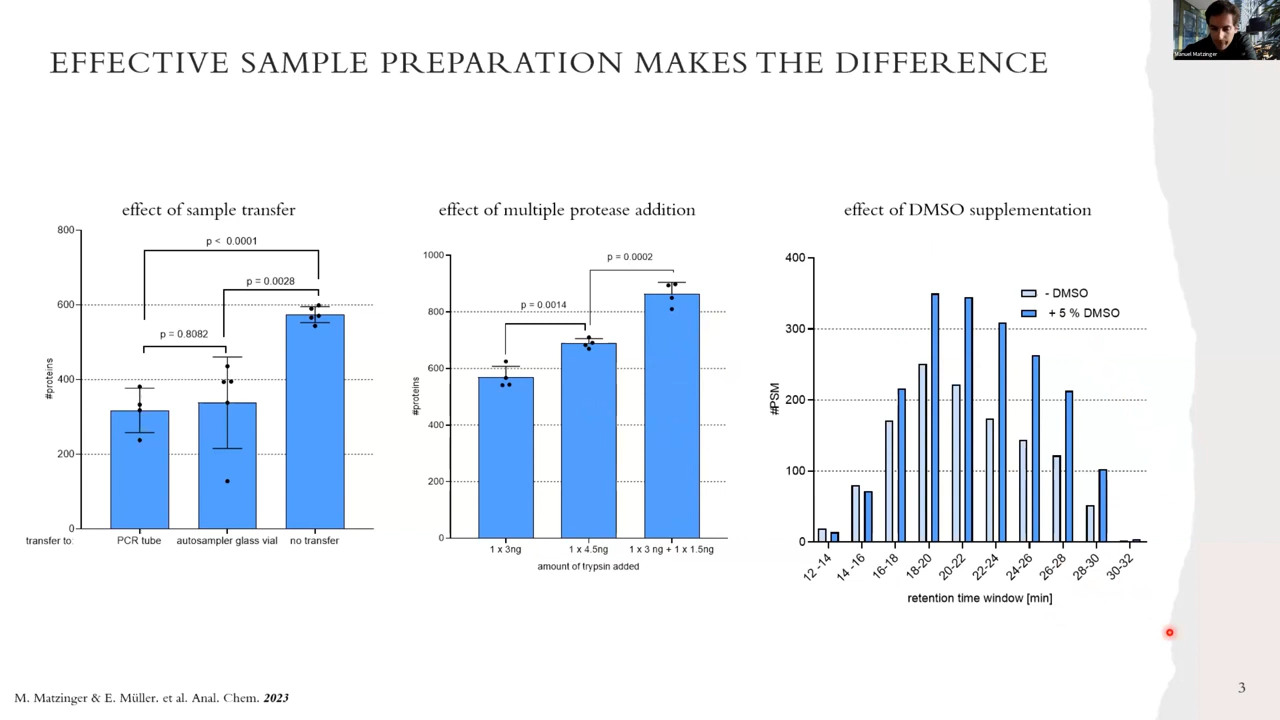 EFFECTIVE SAMPLE PREPARATION MAKES THE DIFFERENCE
Manuel Matzinger
effect of sample transfer
800
600
400
200
0
#proteins
p < 0.0001
p = 0.0028
p = 0.8082
transfer to:
PCR tube
autosampler glass vial
no transfer
effect of multiple protease addition
1000
800
600
400
200
0
#proteins
p = 0.0002
p = 0.0014
1 x 3ng
1 x 4.5ng
1 x 3 ng + 1 x 1.5ng
amount of trypsin added
effect of DMSO supplementation
400
300
200
100
0
#PSM
- DMSO
+ 5 % DMSO
12 -14
14 -16
16-18
18-20
20-22
22-24
24-26
26-28
28-30
30-32
retention time window [min]
M. Matzinger & E. Müller. et al. Anal. Chem. 2023
3